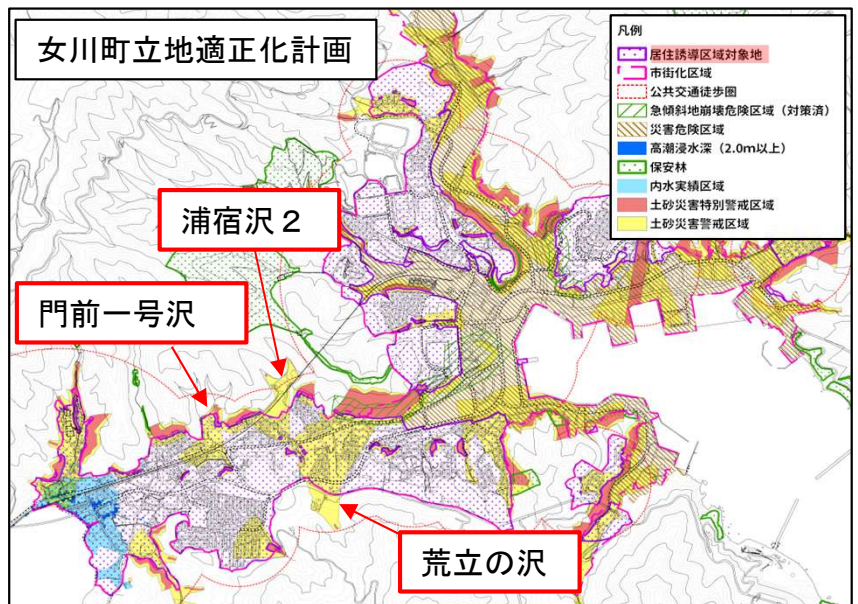 女川町立地適正化計画
凡例
居住誘導区域対象地
市街化区域
公共交通徒歩圏
急傾斜地崩壊危険区域（対策済）
災害危険区域
高潮浸水深（2.0m以上）
保安林
内水実績区域
土砂災害特別警戒区域
土砂災害警戒区域
浦宿沢２
門前一号沢
荒立の沢